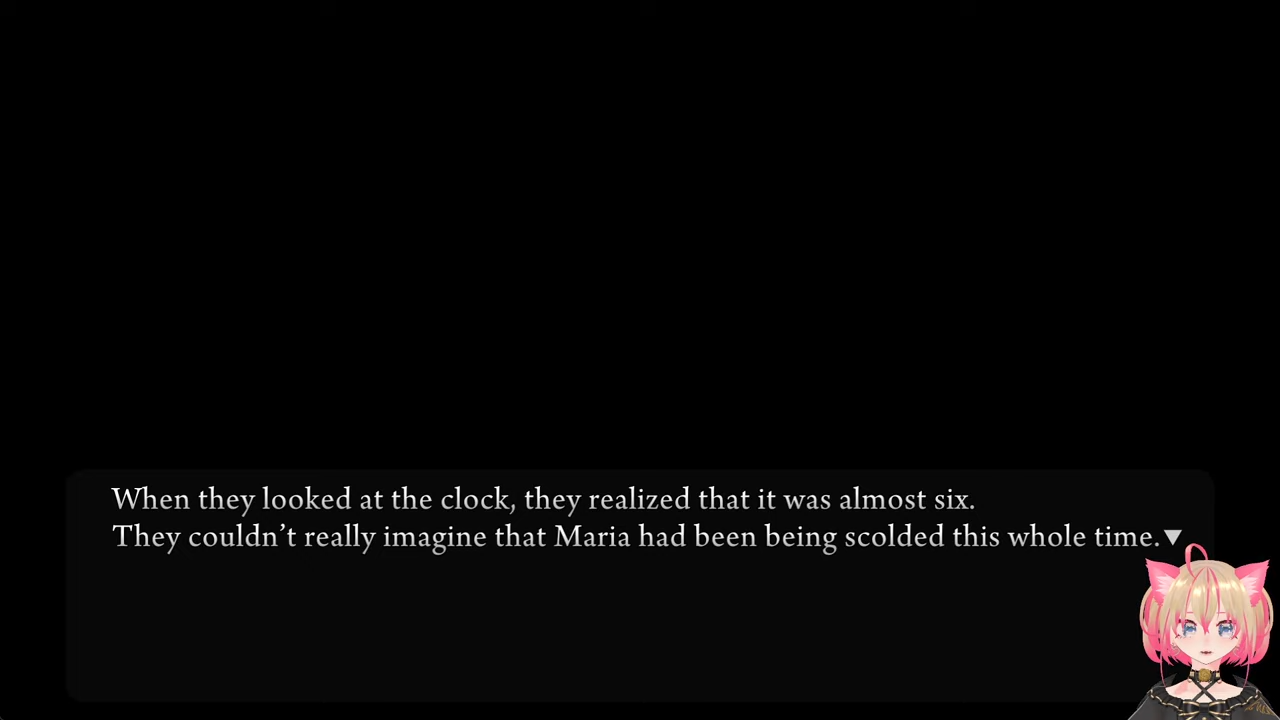 When they looked at the clock, they realized that it was almost six.
They couldn't really imagine that Maria had been being scolded this whole time.